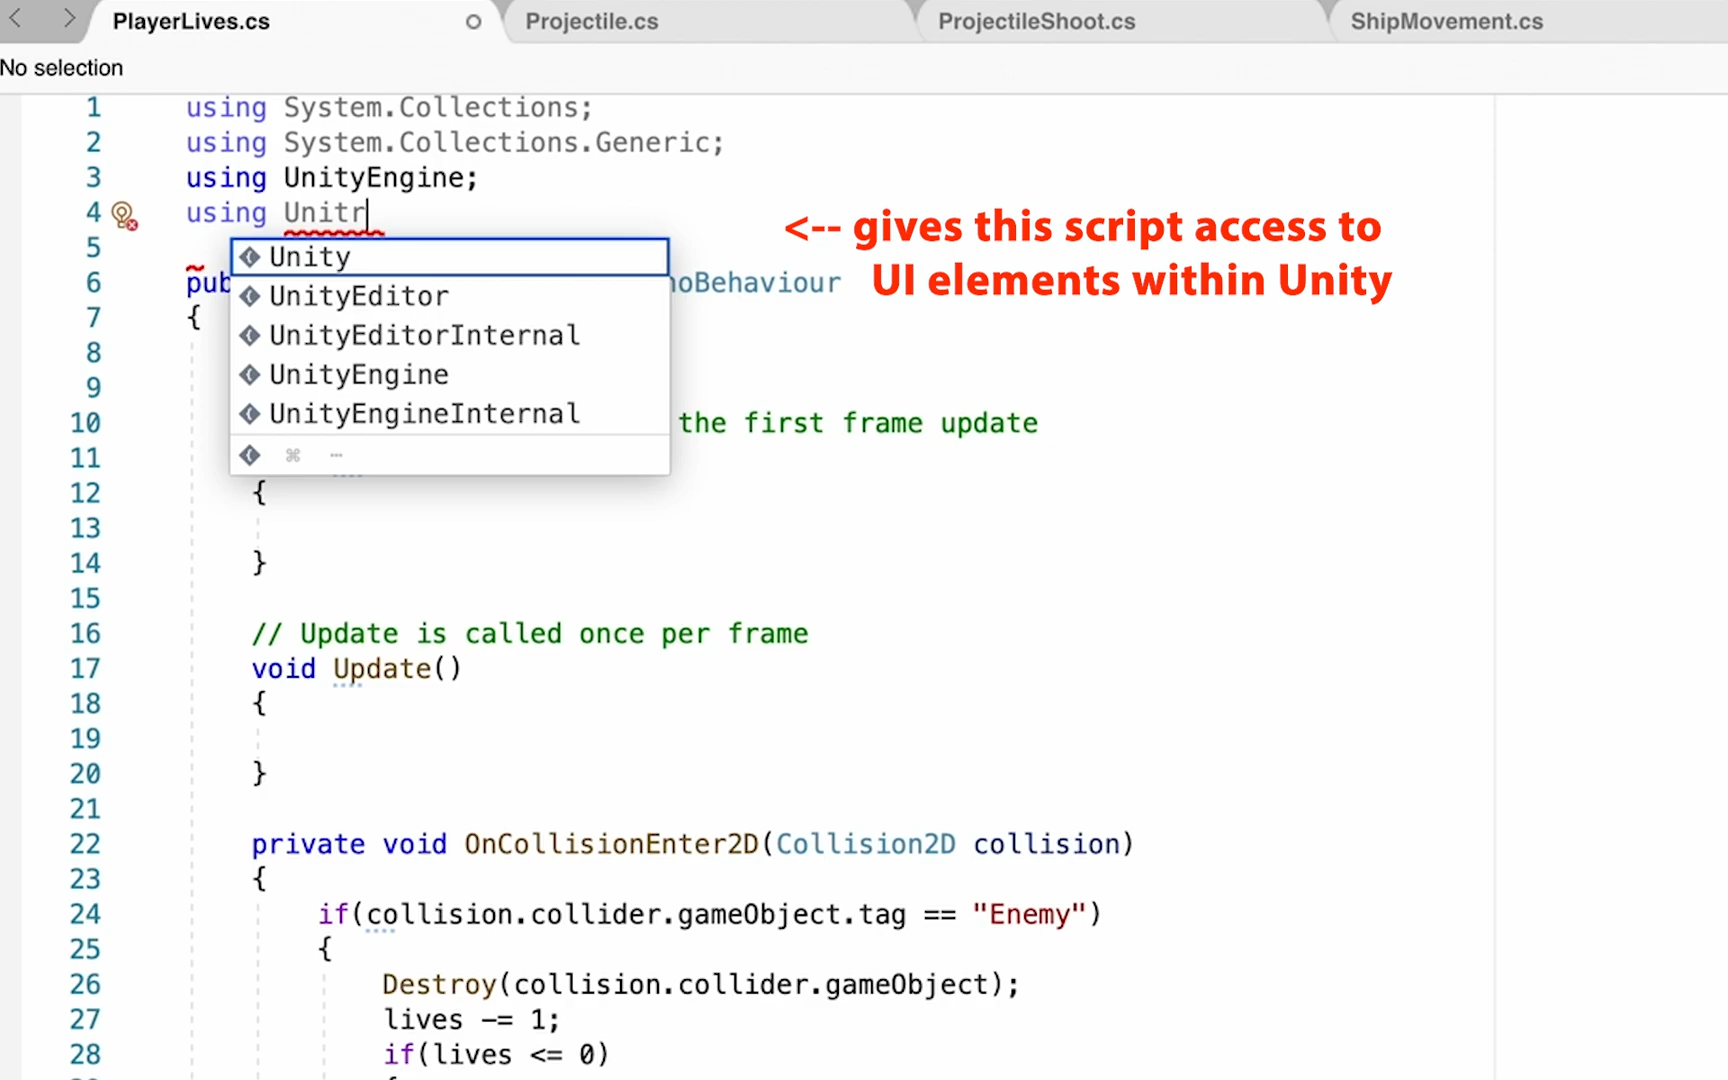 PlayerLives.cs
Projectile.cs
ProjectileShoot.cs
ShipMovement.cs
No selection
1 using System.Collections;
2 using System.Collections.Generic;
3 using UnityEngine;
4 using Unitr
<-- gives this script access to
UI elements within Unity
Unity
UnityEditor
UnityEditorInternal
UnityEngine
UnityEngineInternal
5
6 pub noBehaviour
7 {
8
9
10 the first frame update
11
12 {
13
14 }
15
16 // Update is called once per frame
17 void Update()
18 {
19
20 }
21
22 private void OnCollisionEnter2D(Collision2D collision)
23 {
24 if(collision.collider.gameObject.tag == "Enemy")
25 {
26 Destroy(collision.collider.gameObject);
27 lives -= 1;
28 if(lives <= 0)